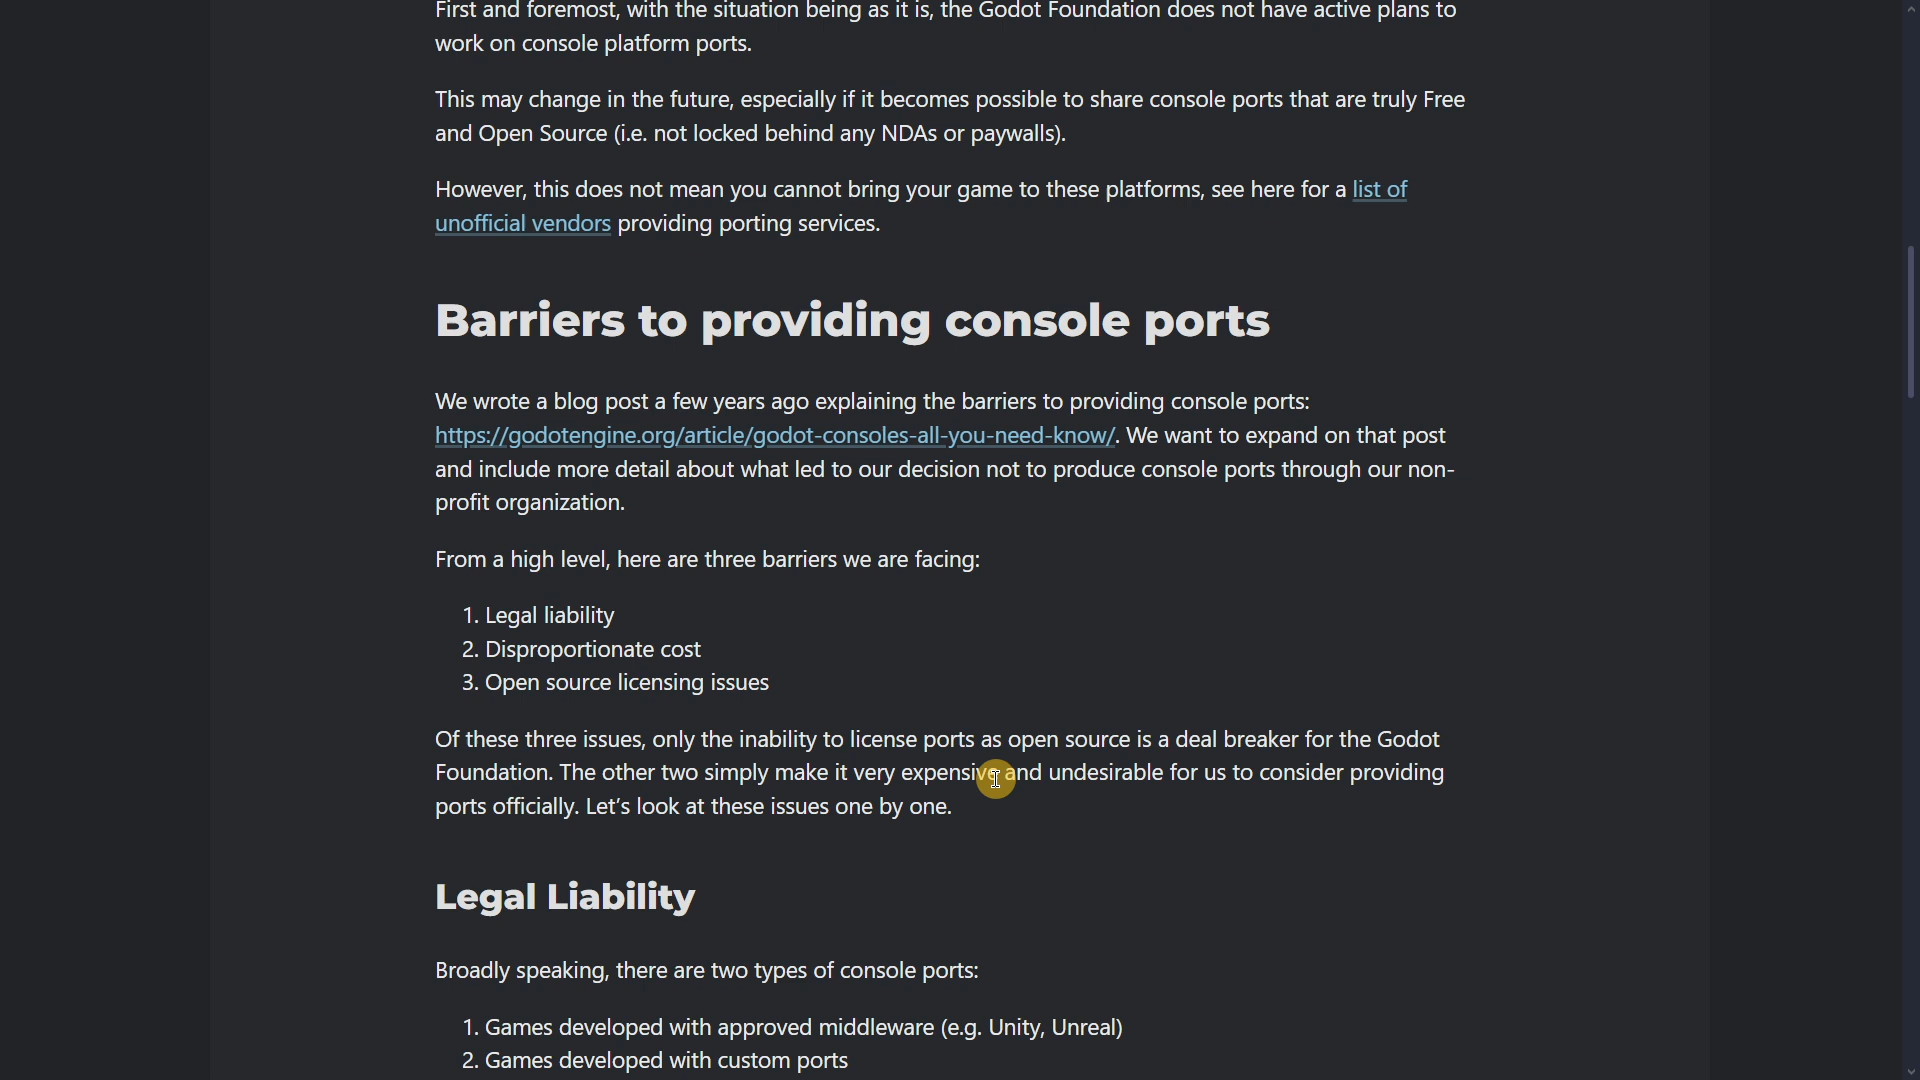 First and foremost, with the situation being as it is, the Godot Foundation does not have active plans to
work on console platform ports.
This may change in the future, especially if it becomes possible to share console ports that are truly Free
and Open Source (i.e. not locked behind any NDAs or paywalls).
However, this does not mean you cannot bring your game to these platforms, see here for a list of
unofficial vendors providing porting services.
Barriers to providing console ports
We wrote a blog post a few years ago explaining the barriers to providing console ports:
https://godotengine.org/article/godot-consoles-all-you-need-know/. We want to expand on that post
and include more detail about what led to our decision not to produce console ports through our non-
profit organization.
From a high level, here are three barriers we are facing:
1. Legal liability
2. Disproportionate cost
3. Open source licensing issues
Of these three issues, only the inability to license ports as open source is a deal breaker for the Godot
Foundation. The other two simply make it very expensive and undesirable for us to consider providing
ports officially. Let's look at these issues one by one.
Legal Liability
Broadly speaking, there are two types of console ports:
1. Games developed with approved middleware (e.g. Unity, Unreal)
2. Games developed with custom ports